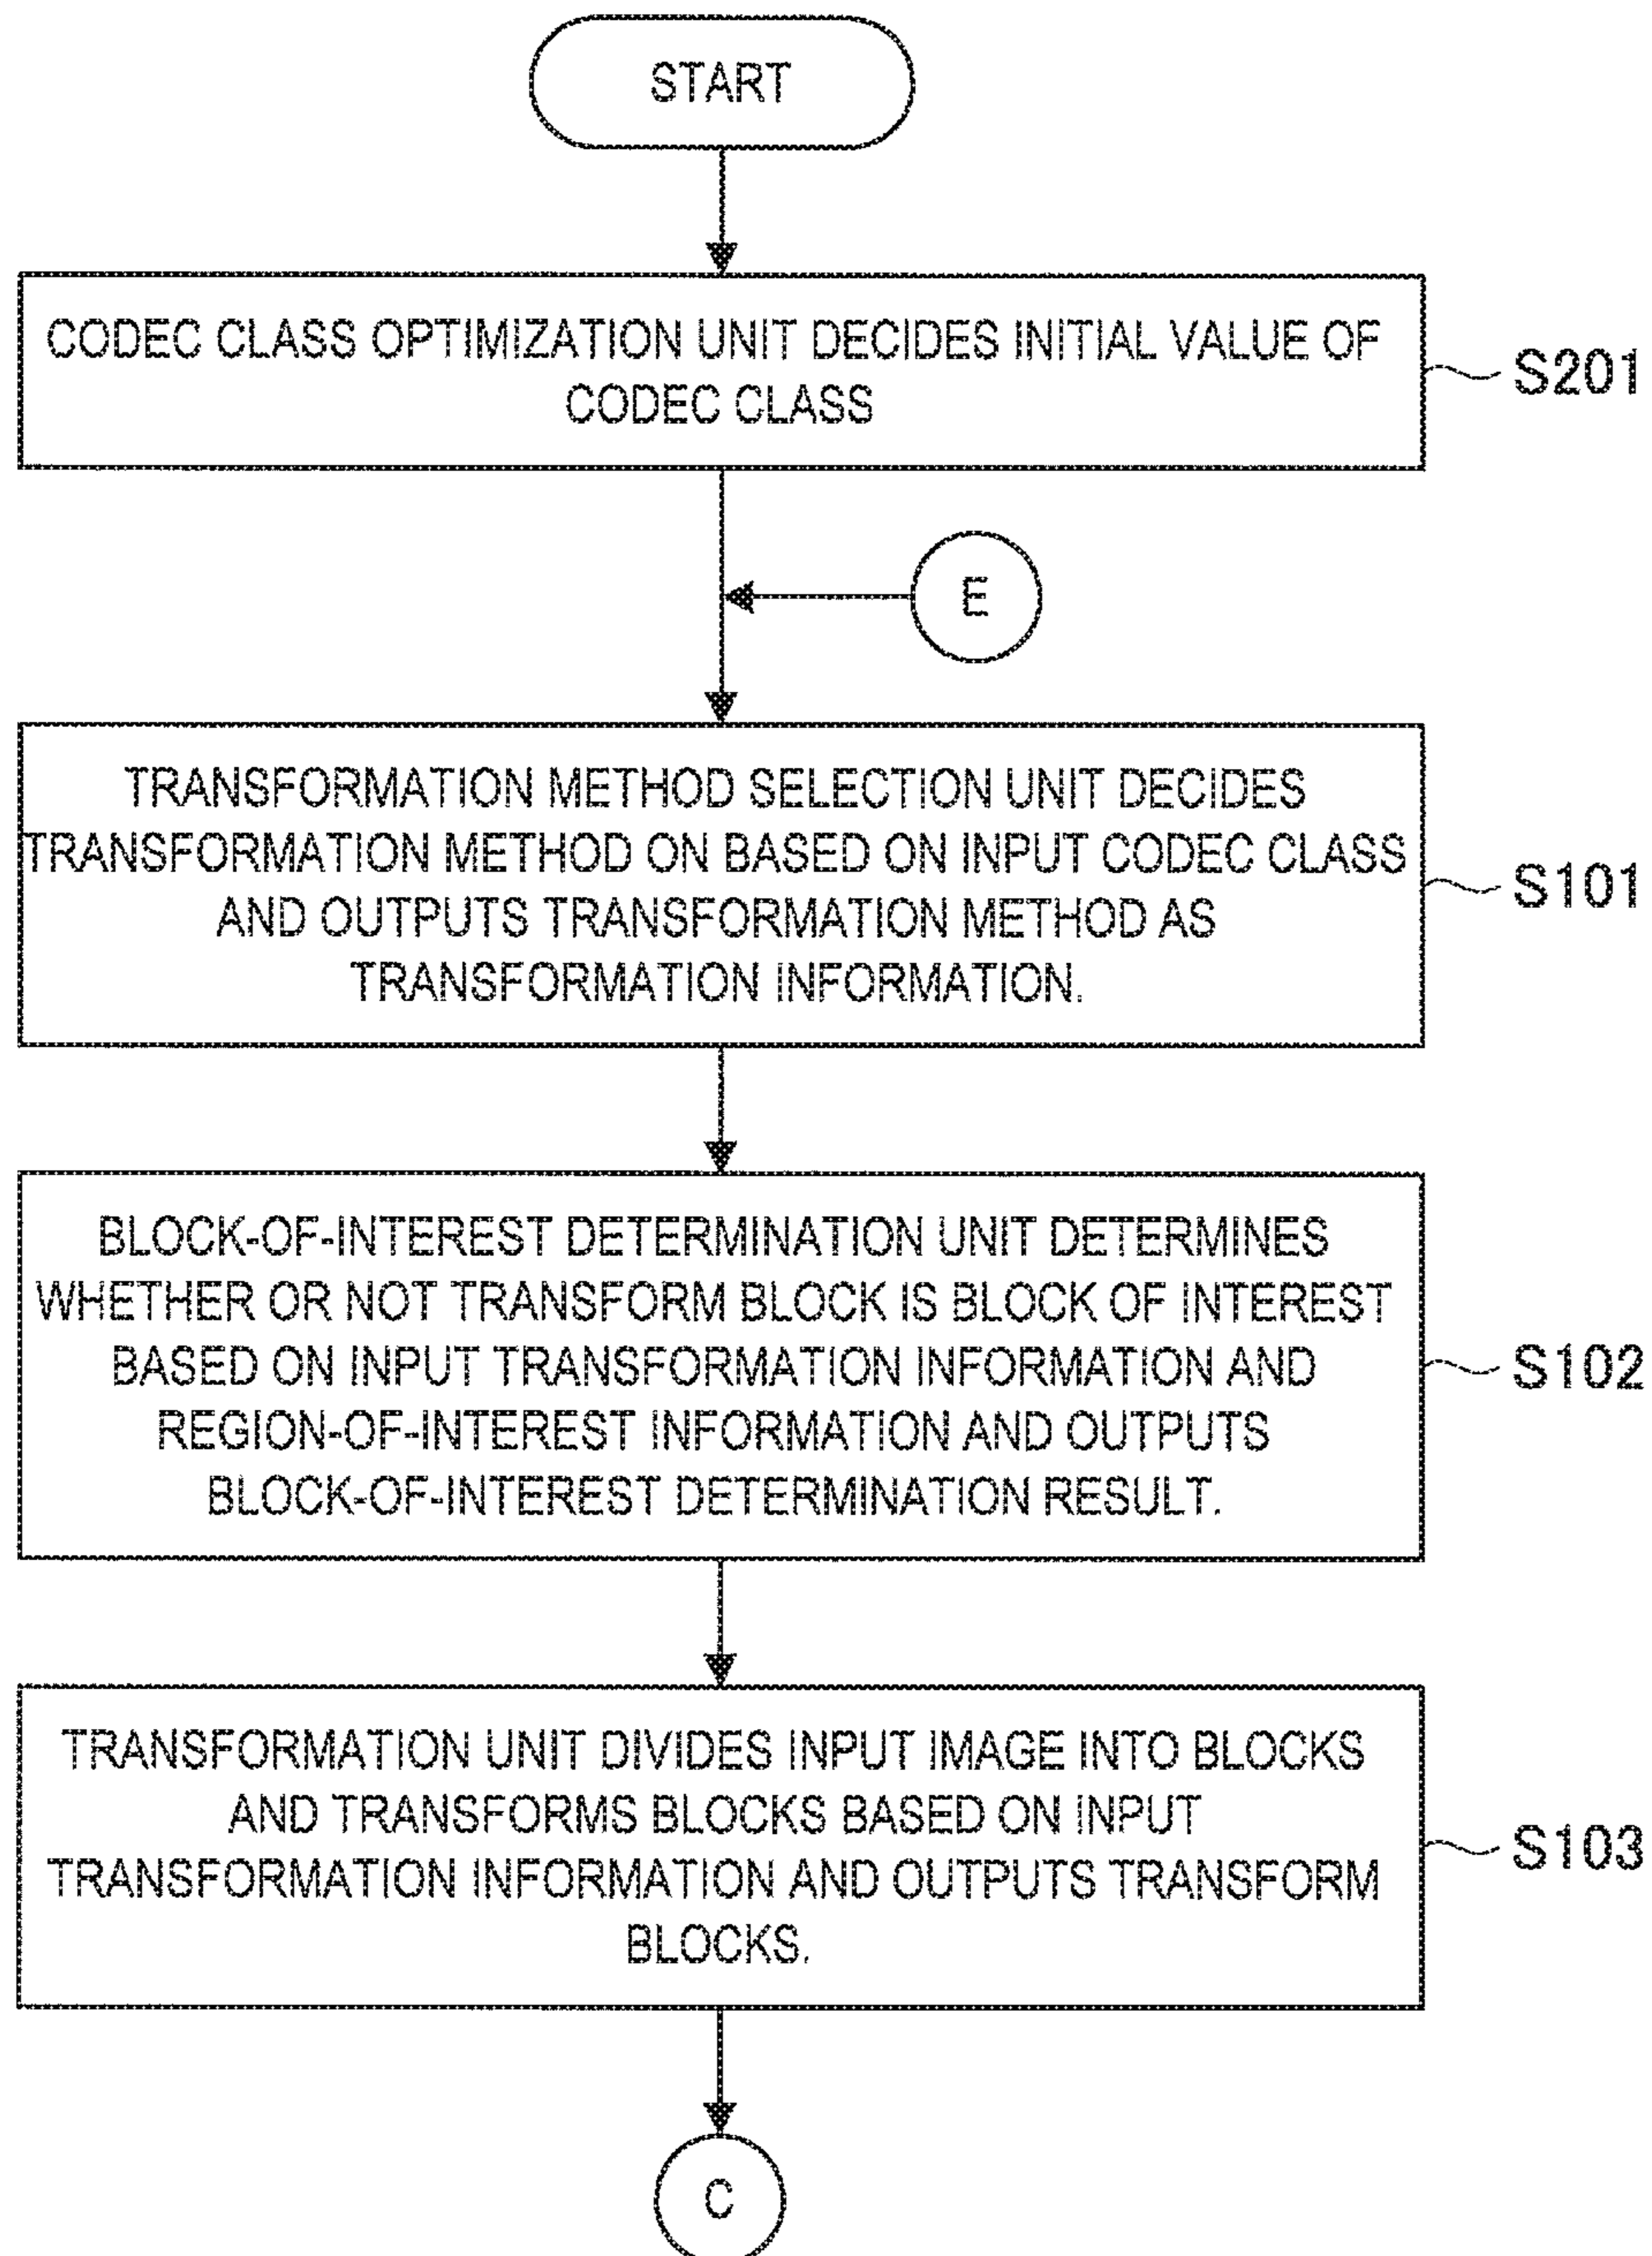 START
CODEC CLASS OPTIMIZATION UNIT DECIDES INITIAL VALUE OF
CODEC CLASS
S201
E
TRANSFORMATION METHOD SELECTION UNIT DECIDES
TRANSFORMATION METHOD ON BASED ON INPUT CODEC CLASS
AND OUTPUTS TRANSFORMATION METHOD AS
TRANSFORMATION INFORMATION.
S101
BLOCK-OF-INTEREST DETERMINATION UNIT DETERMINES
WHETHER OR NOT TRANSFORM BLOCK IS BLOCK OF INTEREST
BASED ON INPUT TRANSFORMATION INFORMATION AND
REGION-OF-INTEREST INFORMATION AND OUTPUTS
BLOCK-OF-INTEREST DETERMINATION RESULT.
S102
TRANSFORMATION UNIT DIVIDES INPUT IMAGE INTO BLOCKS
AND TRANSFORMS BLOCKS BASED ON INPUT
TRANSFORMATION INFORMATION AND OUTPUTS TRANSFORM
BLOCKS.
S103
C